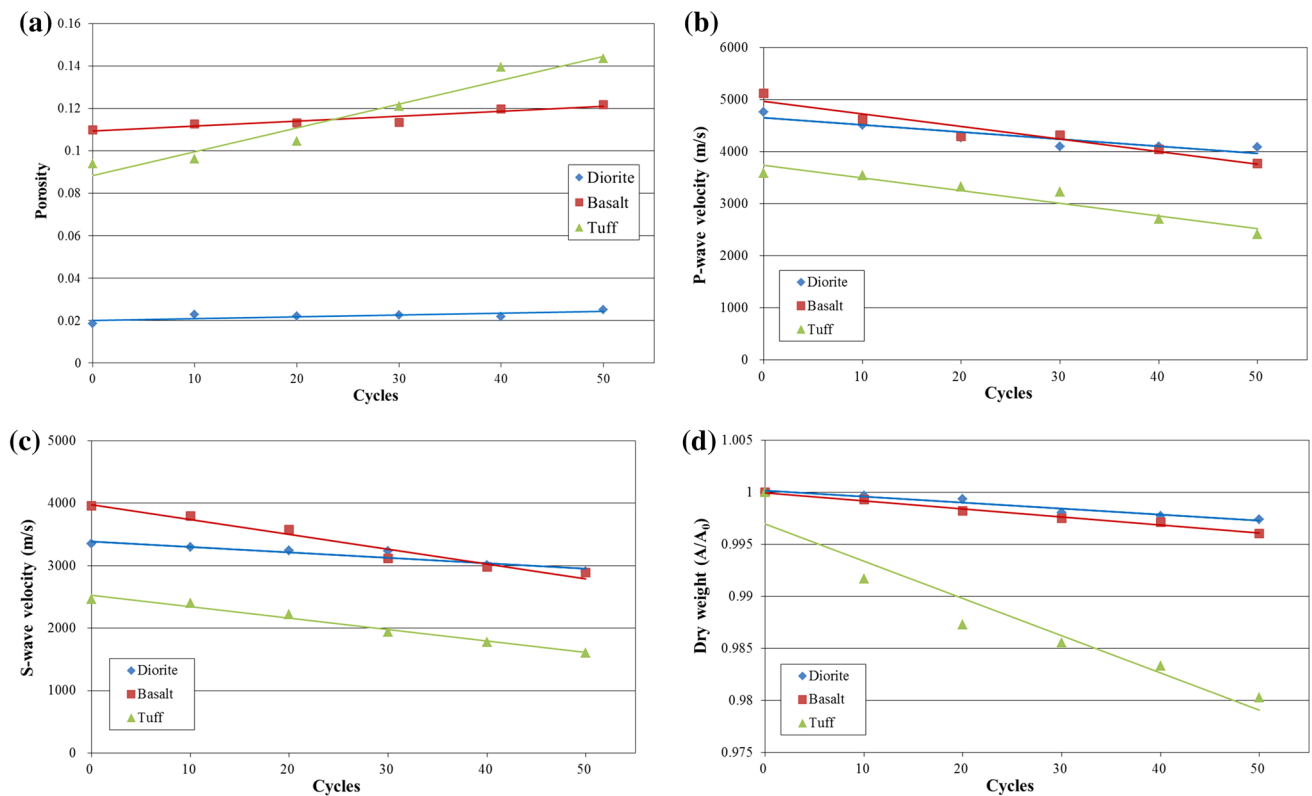 (a)
0.16
0.14
0.12
0.1
0.08
0.06
0.04
0.02
0
Porosity
Diorite
Basalt
Tuff
0 10 20 30 40 50
Cycles
(b)
6000
5000
4000
3000
2000
1000
0
P-wave velocity (m/s)
Diorite
Basalt
Tuff
0 10 20 30 40 50
Cycles
(c)
5000
4000
3000
2000
1000
0
S-wave velocity (m/s)
Diorite
Basalt
Tuff
0 10 20 30 40 50
Cycles
(d)
1.005
1
0.995
0.99
0.985
0.98
0.975
Dry weight (A/A0)
Diorite
Basalt
Tuff
0 10 20 30 40 50
Cycles